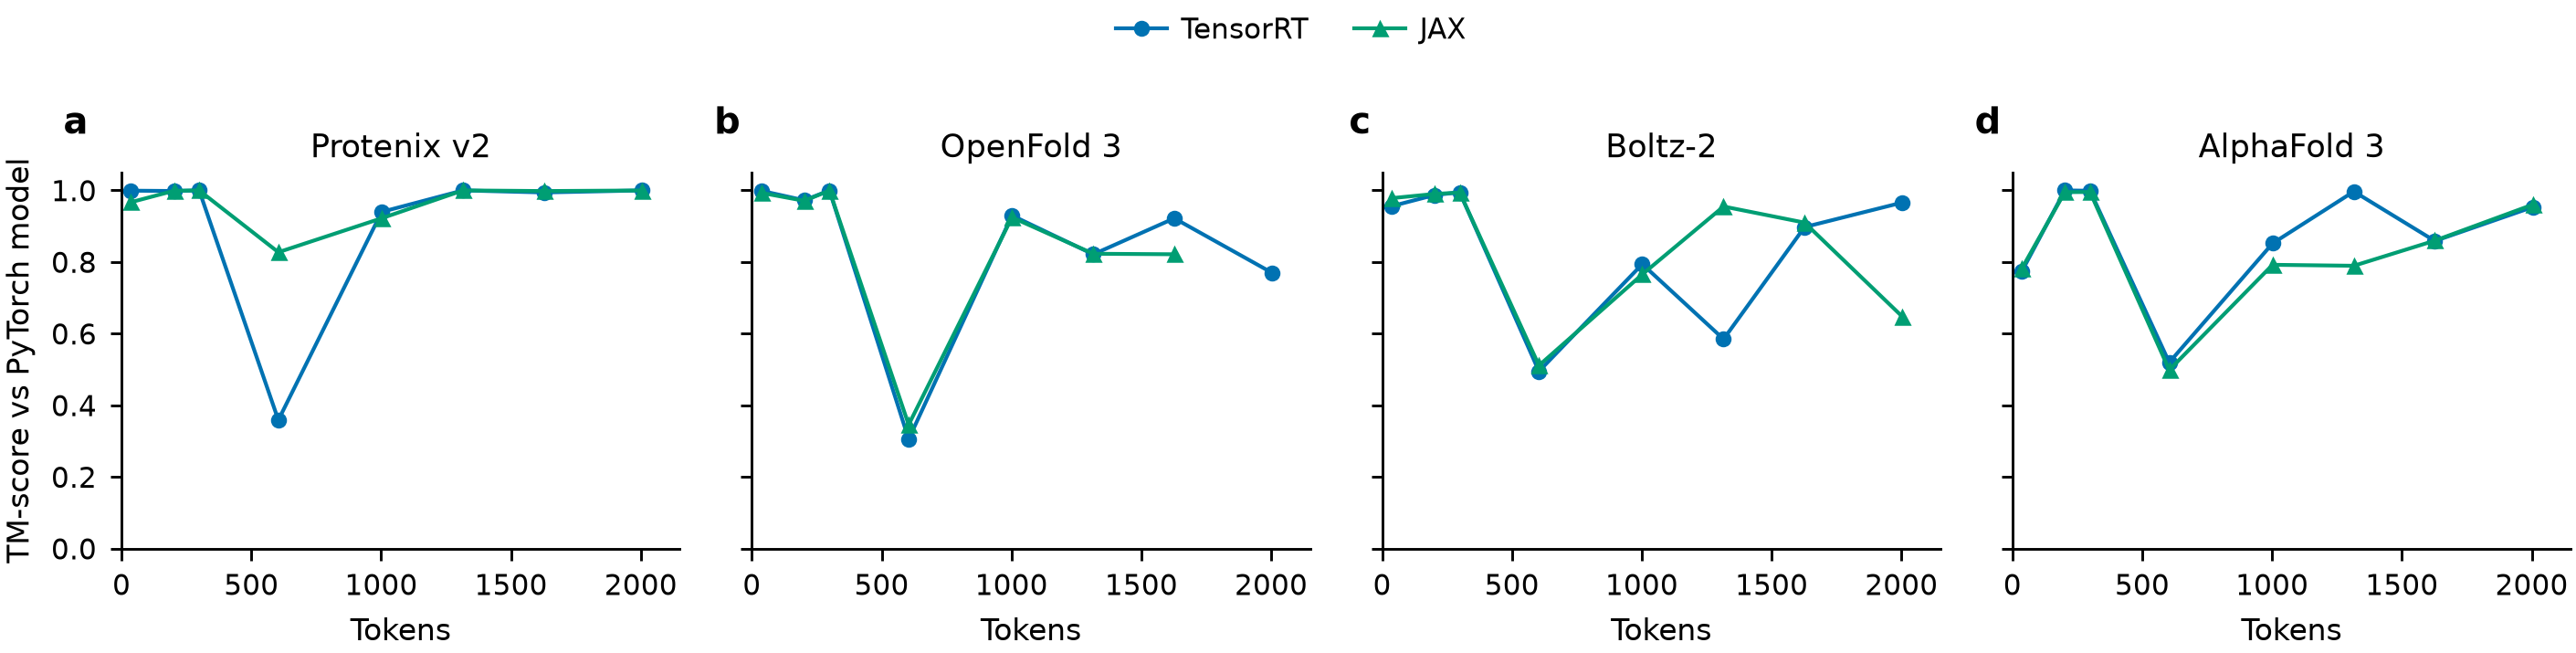 TensorRT JAX
a b c d
Protenix v2 OpenFold 3 Boltz-2 AlphaFold 3
TM-score vs PyTorch model
1.0
0.8
0.6
0.4
0.2
0.0
0 500 1000 1500 2000 0 500 1000 1500 2000 0 500 1000 1500 2000 0 500 1000 1500 2000
Tokens Tokens Tokens Tokens